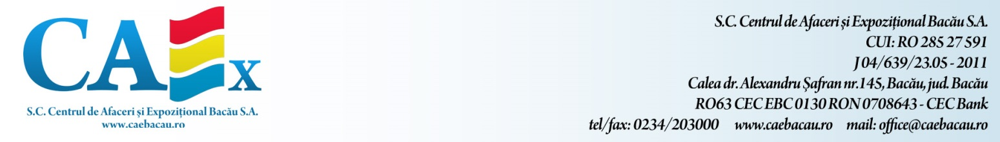 CAEx
S.C. Centrul de Afaceri și Expozițional Bacău S.A.
www.caebacau.ro
S.C. Centrul de Afaceri și Expozițional Bacău S.A.
CUI: RO 285 27 591
J 04/639/23.05 - 2011
Calea dr. Alexandru Șafran nr.145, Bacău, jud. Bacău
RO63 CEC EBC 0130 RON 0708643 - CEC Bank
tel/fax: 0234/203000 www.caebacau.ro mail: office@caebacau.ro